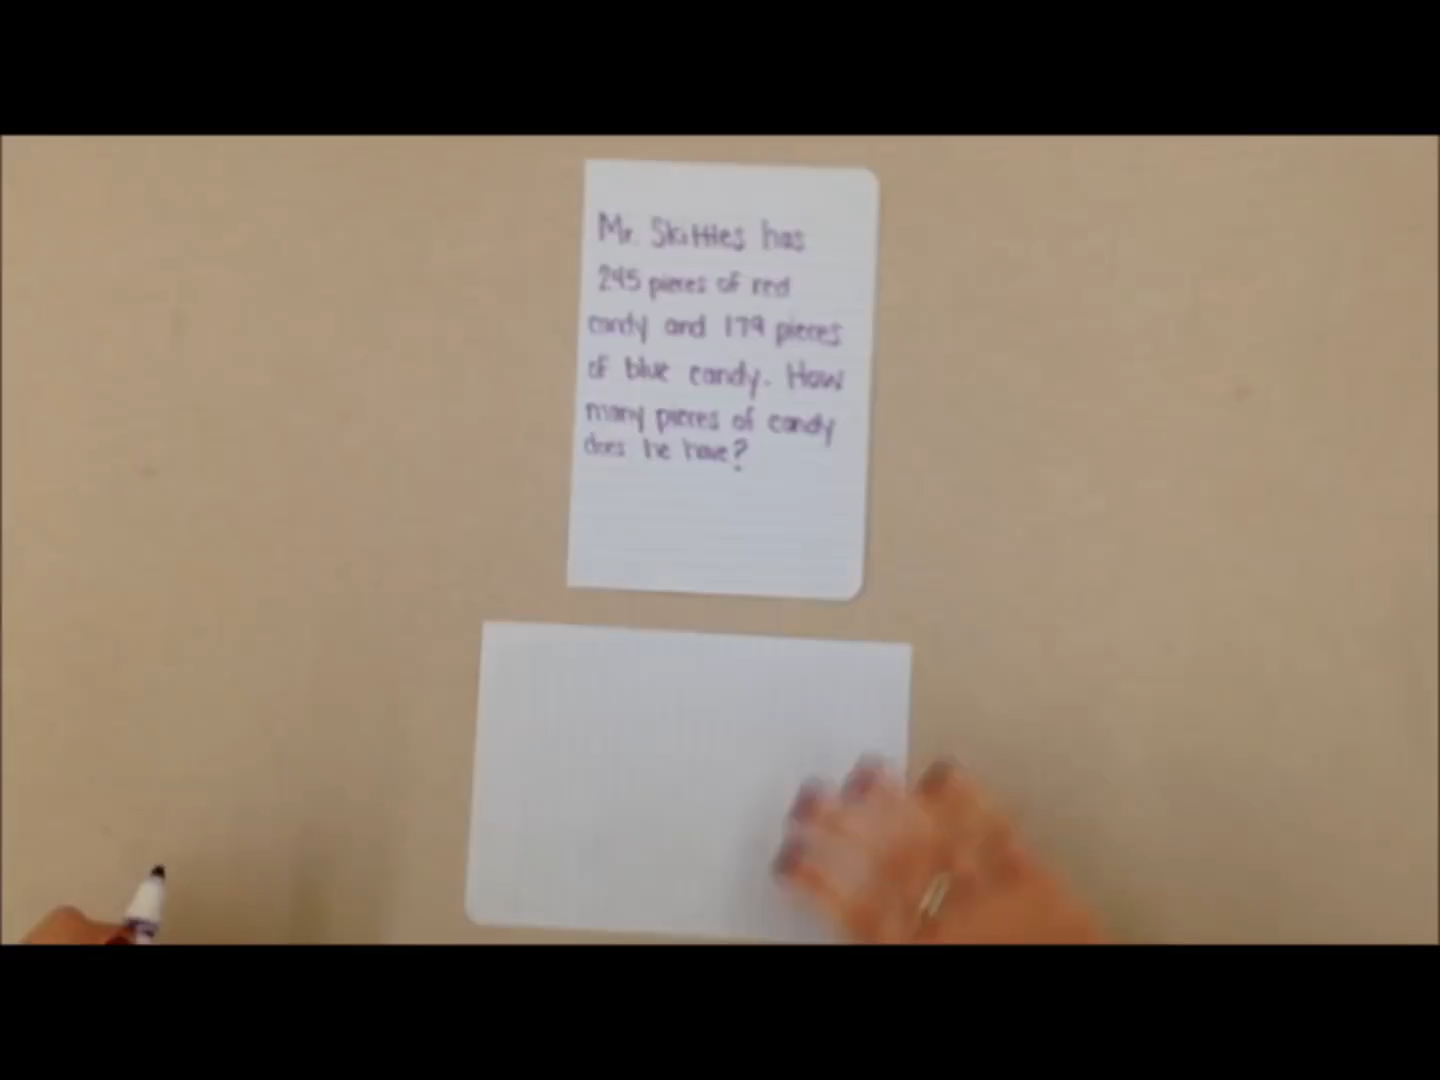 Mr. Skittles has
245 pieces of red
candy and 179 pieces
of blue candy. How
many pieces of candy
does he have?